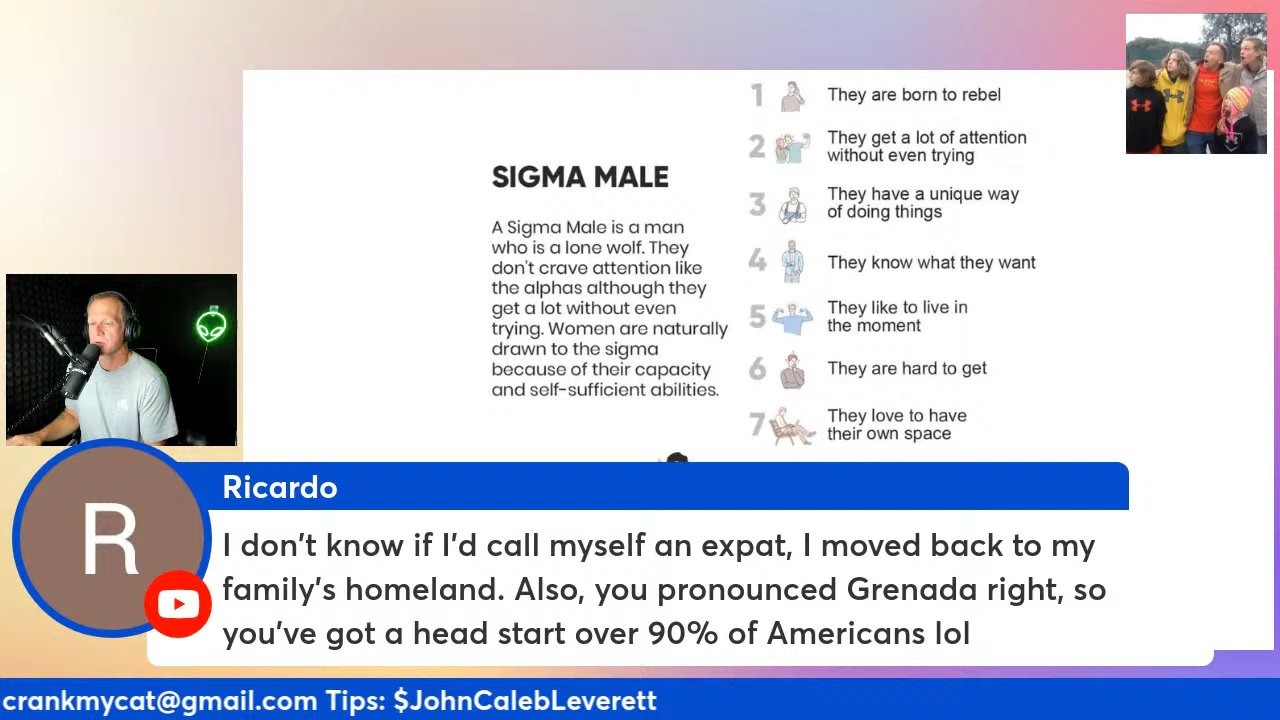 SIGMA MALE
A Sigma Male is a man
who is a lone wolf. They
don't crave attention like
the alphas although they
get a lot without even
trying. Women are naturally
drawn to the sigma
because of their capacity
and self-sufficient abilities.
1 They are born to rebel
2 They get a lot of attention
without even trying
3 They have a unique way
of doing things
4 They know what they want
5 They like to live in
the moment
6 They are hard to get
7 They love to have
their own space
R
Ricardo
I don't know if I'd call myself an expat, I moved back to my
family's homeland. Also, you pronounced Grenada right, so
you've got a head start over 90% of Americans lol
crankmycat@gmail.com Tips: $JohnCalebLeverett